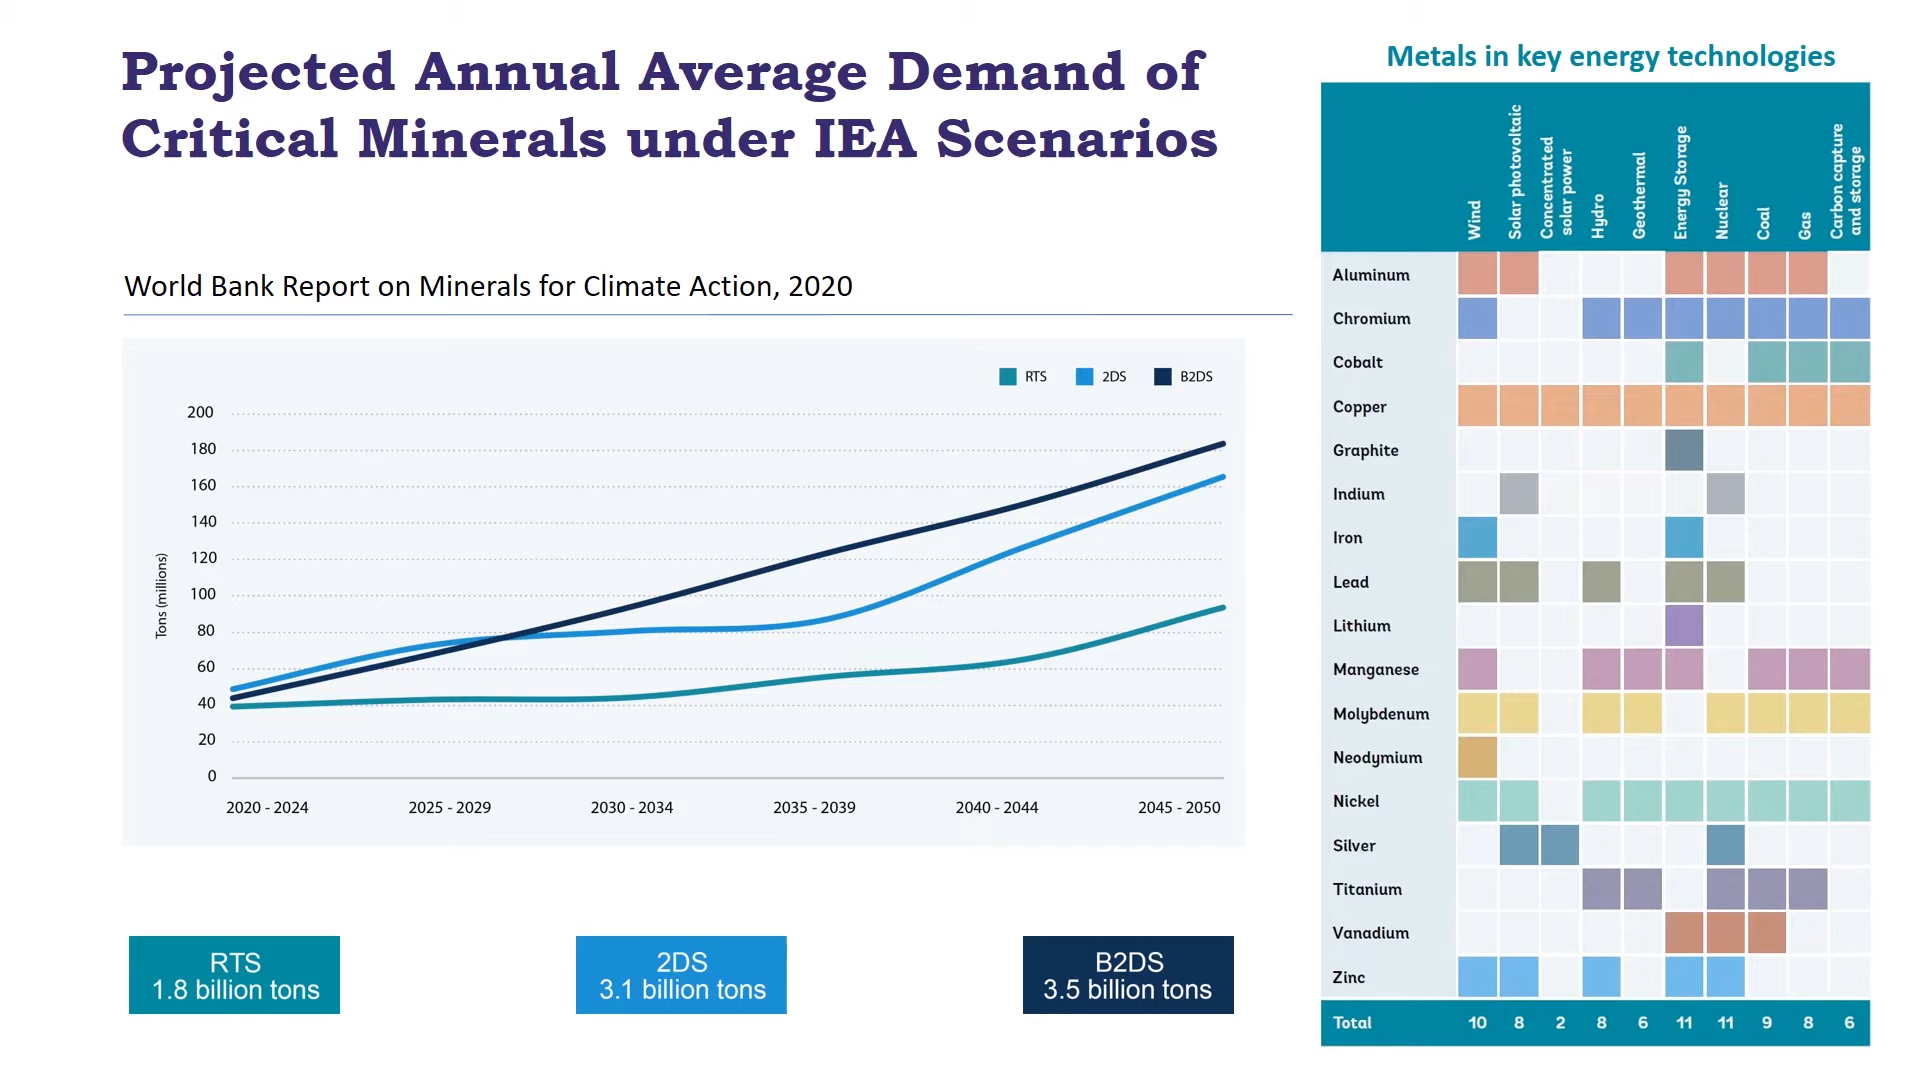 Projected Annual Average Demand of
Critical Minerals under IEA Scenarios
World Bank Report on Minerals for Climate Action, 2020
RTS
2DS
B2DS
Tons (millions)
200
180
160
140
120
100
80
60
40
20
0
2020 - 2024
2025 - 2029
2030 - 2034
2035 - 2039
2040 - 2044
2045 - 2050
RTS
1.8 billion tons
2DS
3.1 billion tons
B2DS
3.5 billion tons
Metals in key energy technologies
Wind
Solar photovoltaic
Concentrated
solar power
Hydro
Geothermal
Energy Storage
Nuclear
Coal
Gas
Carbon capture
and storage
Aluminum
Chromium
Cobalt
Copper
Graphite
Indium
Iron
Lead
Lithium
Manganese
Molybdenum
Neodymium
Nickel
Silver
Titanium
Vanadium
Zinc
Total 10 8 2 8 6 11 11 9 8 6